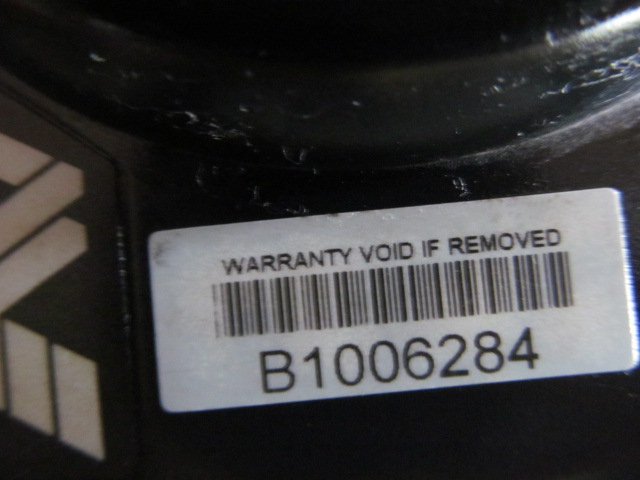 WARRANTY VOID IF REMOVED
B1006284